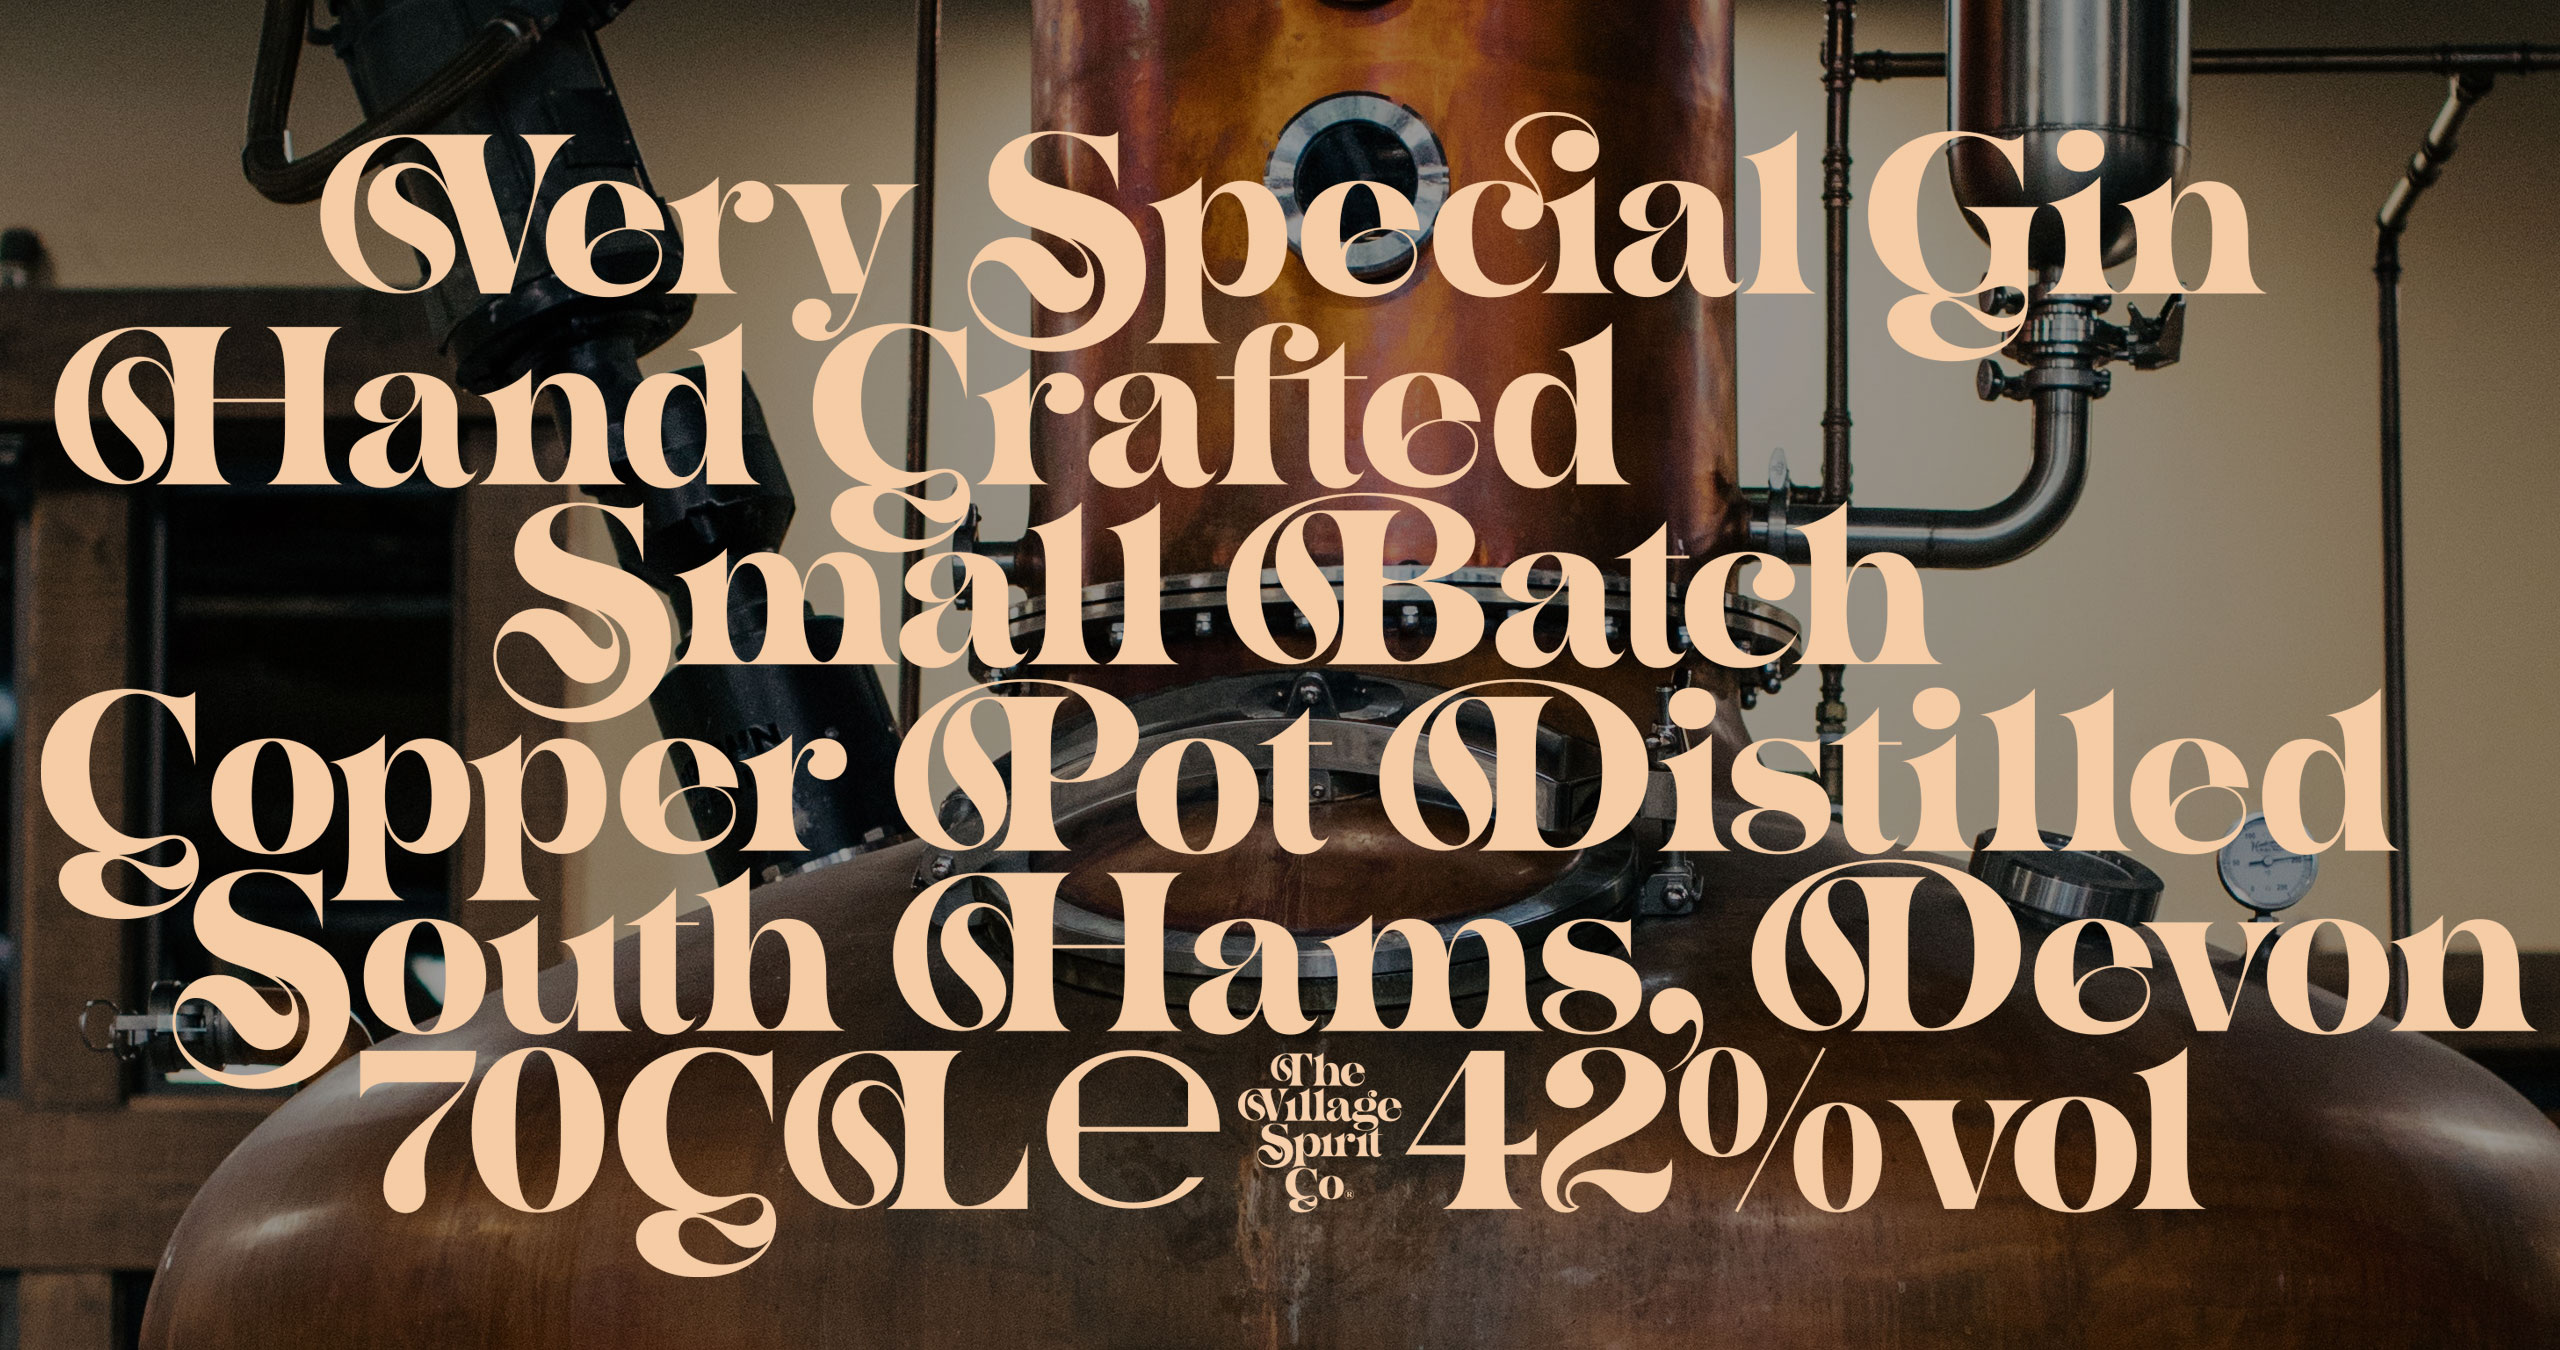 Very Special Gin
Hand Crafted
Small Batch
Copper Pot Distilled
South Hams, Devon
70CL e The Village Spirit Co® 42%vol